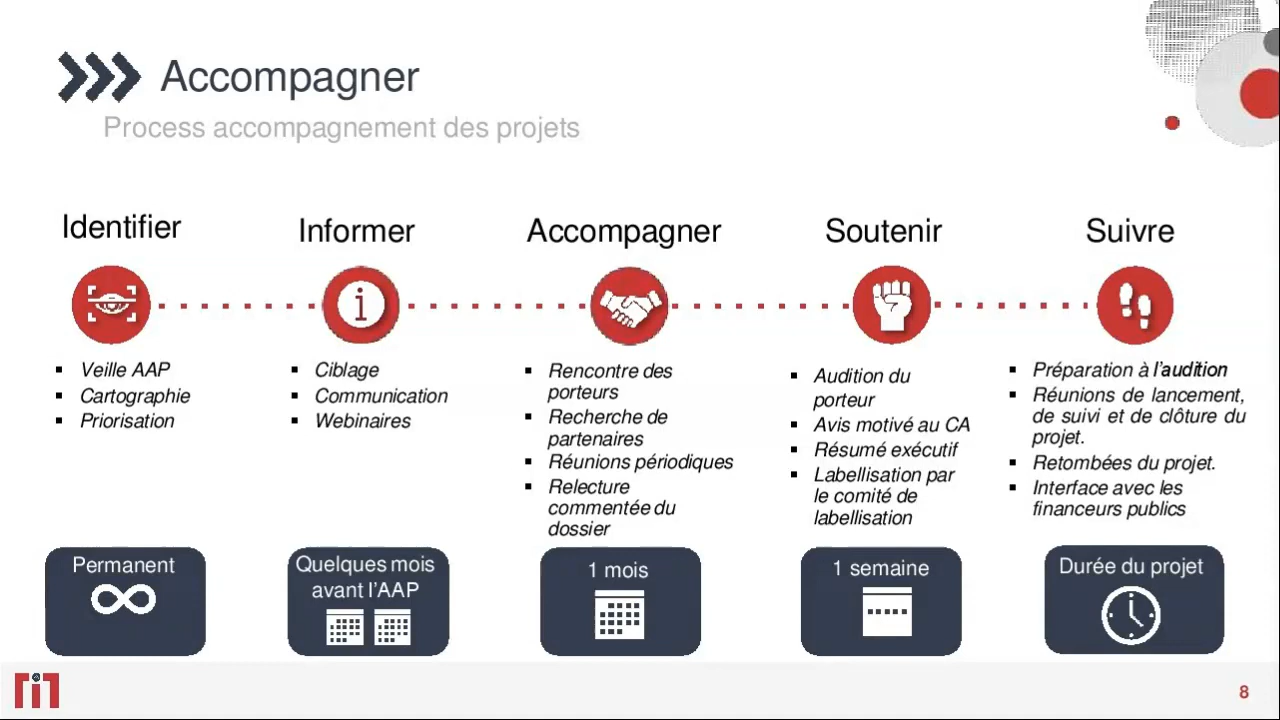 Accompagner
Process accompagnement des projets
Identifier
Informer
Accompagner
Soutenir
Suivre
▪ Veille AAP
▪ Cartographie
▪ Priorisation
▪ Ciblage
▪ Communication
▪ Webinaires
▪ Rencontre des
porteurs
▪ Recherche de
partenaires
▪ Réunions périodiques
▪ Relecture
commentée du
dossier
▪ Audition du
porteur
▪ Avis motivé au CA
▪ Résumé exécutif
▪ Labellisation par
le comité de
labellisation
▪ Préparation à l'audition
▪ Réunions de lancement,
de suivi et de clôture du
projet.
▪ Retombées du projet.
▪ Interface avec les
financeurs publics
Permanent
Quelques mois
avant l'AAP
1 mois
1 semaine
Durée du projet
8